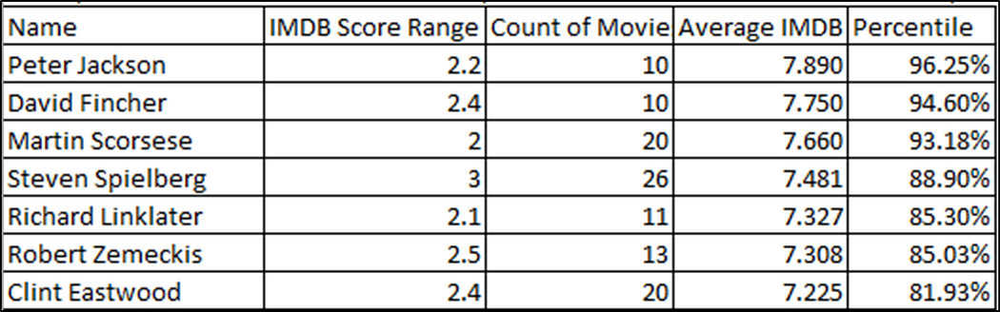 Name IMDB Score Range Count of Movie Average IMDB Percentile
Peter Jackson 2.2 10 7.890 96.25%
David Fincher 2.4 10 7.750 94.60%
Martin Scorsese 2 20 7.660 93.18%
Steven Spielberg 3 26 7.481 88.90%
Richard Linklater 2.1 11 7.327 85.30%
Robert Zemeckis 2.5 13 7.308 85.03%
Clint Eastwood 2.4 20 7.225 81.93%